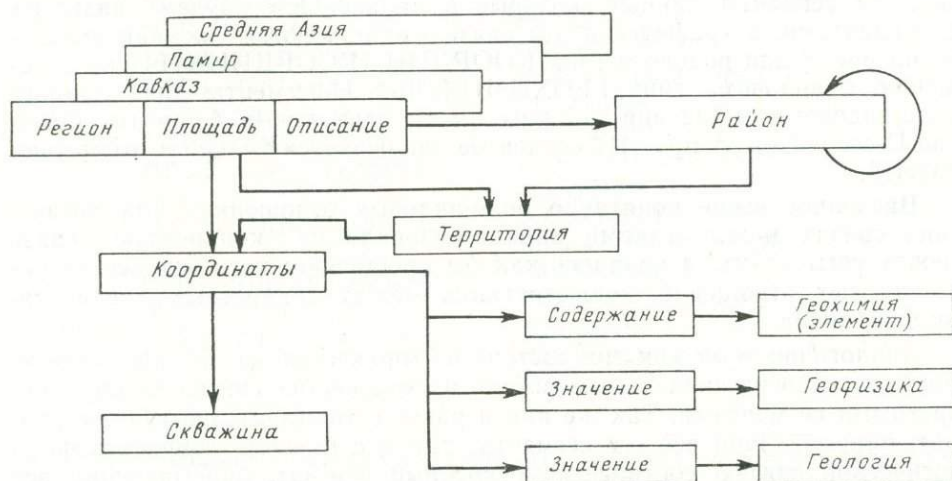 Средняя Азия
Памир
Кавказ
Регион Площадь Описание Район
Территория
Координаты
Содержание Геохимия
(элемент)
Значение Геофизика
Скважина
Значение Геология